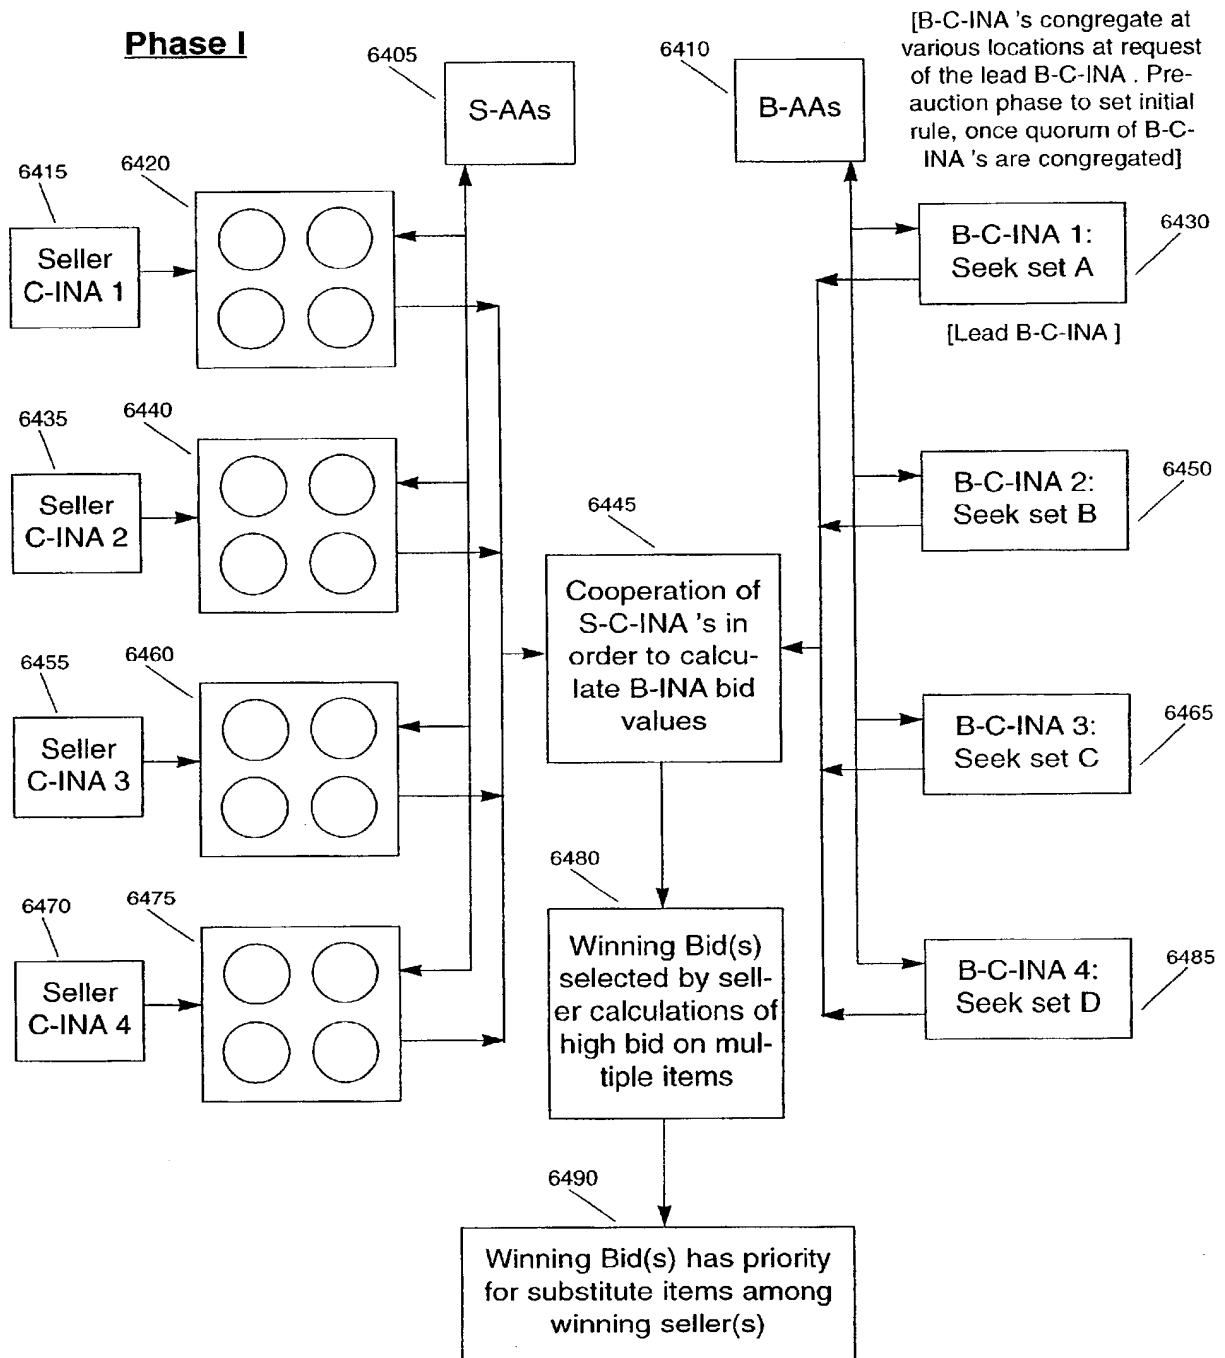 Phase I
6405
S-AAs
6410
B-AAs
[B-C-INA 's congregate at
various locations at request
of the lead B-C-INA . Pre-
auction phase to set initial
rule, once quorum of B-C-
INA 's are congregated]
6415
Seller
C-INA 1
6420
B-C-INA 1:
Seek set A
6430
[Lead B-C-INA ]
6435
Seller
C-INA 2
6440
B-C-INA 2:
Seek set B
6450
6445
Cooperation of
S-C-INA 's in
order to calcu-
late B-INA bid
values
6455
Seller
C-INA 3
6460
B-C-INA 3:
Seek set C
6465
6470
Seller
C-INA 4
6475
6480
Winning Bid(s)
selected by sell-
er calculations of
high bid on mul-
tiple items
B-C-INA 4:
Seek set D
6485
6490
Winning Bid(s) has priority
for substitute items among
winning seller(s)